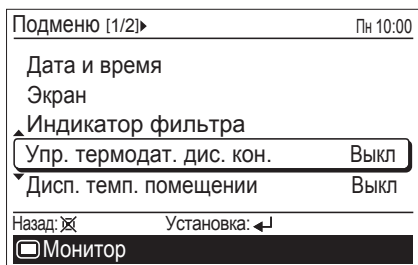 Подменю [1/2] Пн 10:00
Дата и время
Экран
Индикатор фильтра
Упр. термодат. дис. кон. Выкл
Дисп. темп. помещении Выкл
Назад: Установка:
Монитор